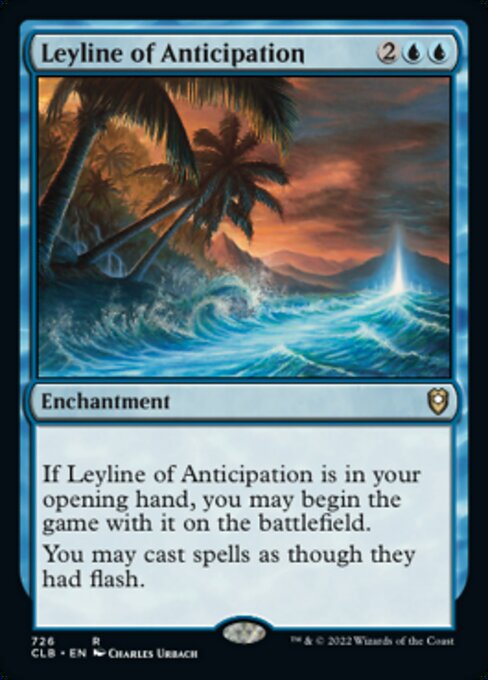 Leyline of Anticipation 2
Enchantment
If Leyline of Anticipation is in your
opening hand, you may begin the
game with it on the battlefield.
You may cast spells as though they
had flash.
726 R
CLB • EN Charles Urbach
™ & © 2022 Wizards of the Coast